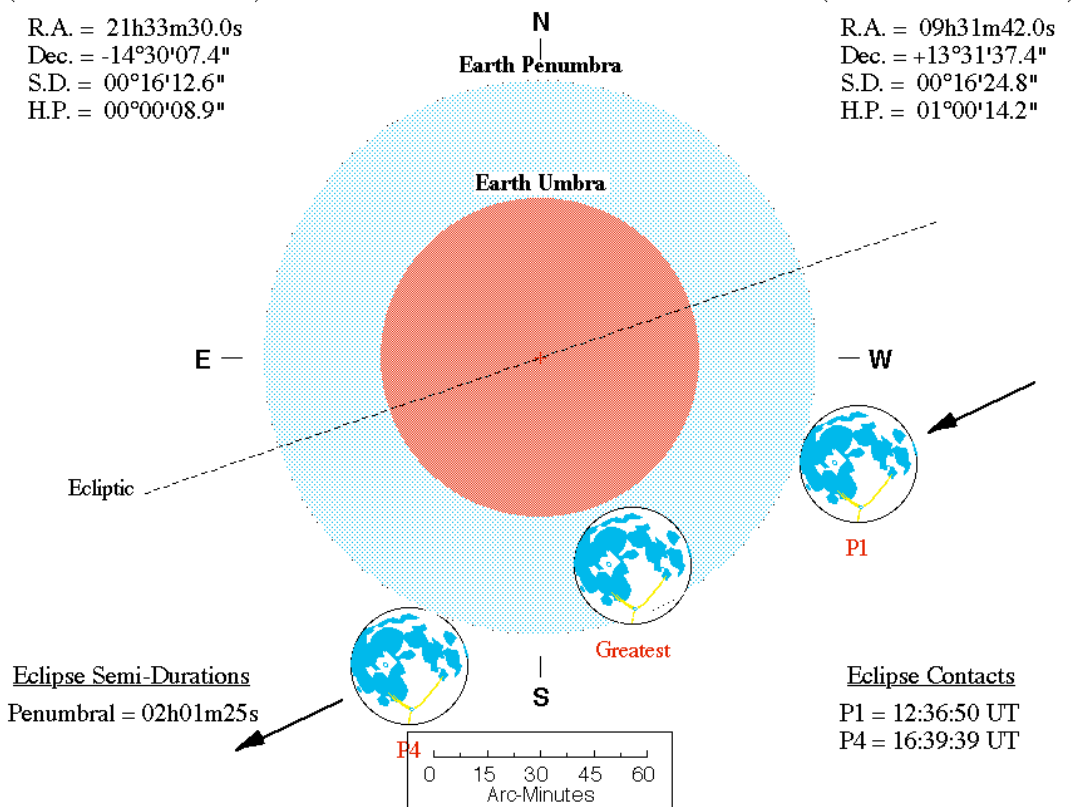 R.A. = 21h33m30.0s
Dec. = -14°30'07.4"
S.D. = 00°16'12.6"
H.P. = 00°00'08.9"
N
R.A. = 09h31m42.0s
Dec. = +13°31'37.4"
S.D. = 00°16'24.8"
H.P. = 01°00'14.2"
Earth Penumbra
Earth Umbra
E
W
Ecliptic
P1
Greatest
S
P4
Eclipse Semi-Durations
Penumbral = 02h01m25s
Eclipse Contacts
P1 = 12:36:50 UT
P4 = 16:39:39 UT
0 15 30 45 60
Arc-Minutes